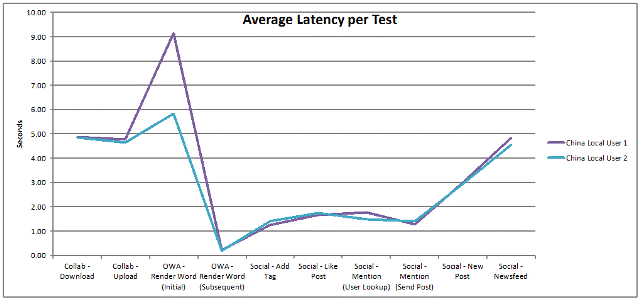 Average Latency per Test
10.00
9.00
8.00
7.00
6.00
5.00
4.00
3.00
2.00
1.00
0.00
Seconds
Collab -
Download
Collab -
Upload
OWA -
Render Word
(Initial)
OWA -
Render Word
(Subsequent)
Social - Add
Tag
Social - Like
Post
Social -
Mention
(User Lookup)
Social -
Mention
(Send Post)
Social - New
Post
Social -
Newsfeed
China Local User 1
China Local User 2